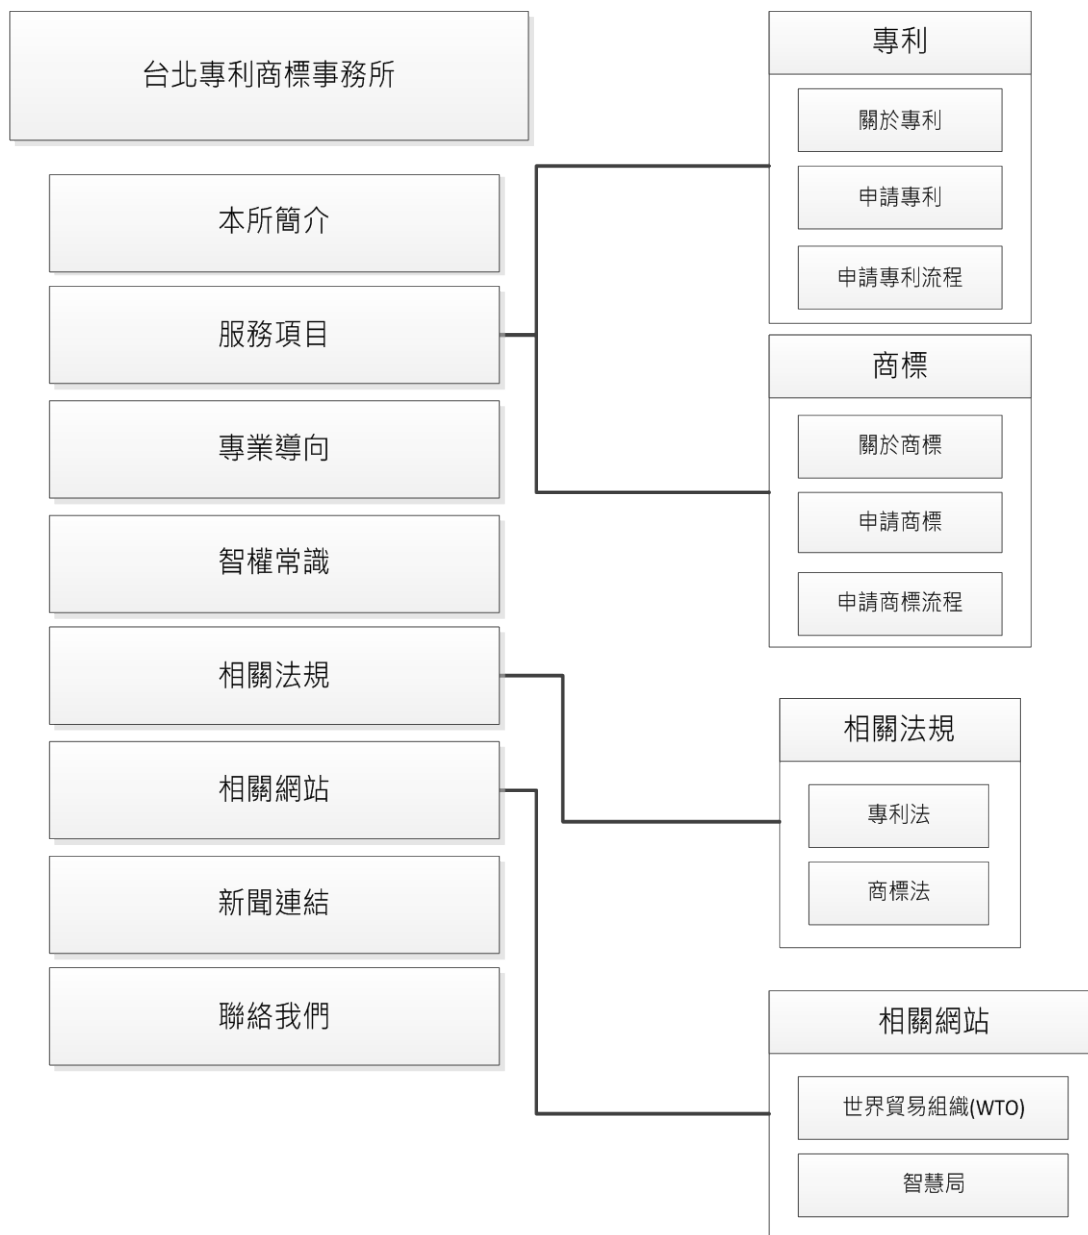 台北專利商標事務所
本所簡介
服務項目
專業導向
智權常識
相關法規
相關網站
新聞連結
聯絡我們
專利
關於專利
申請專利
申請專利流程
商標
關於商標
申請商標
申請商標流程
相關法規
專利法
商標法
相關網站
世界貿易組織(WTO)
智慧局